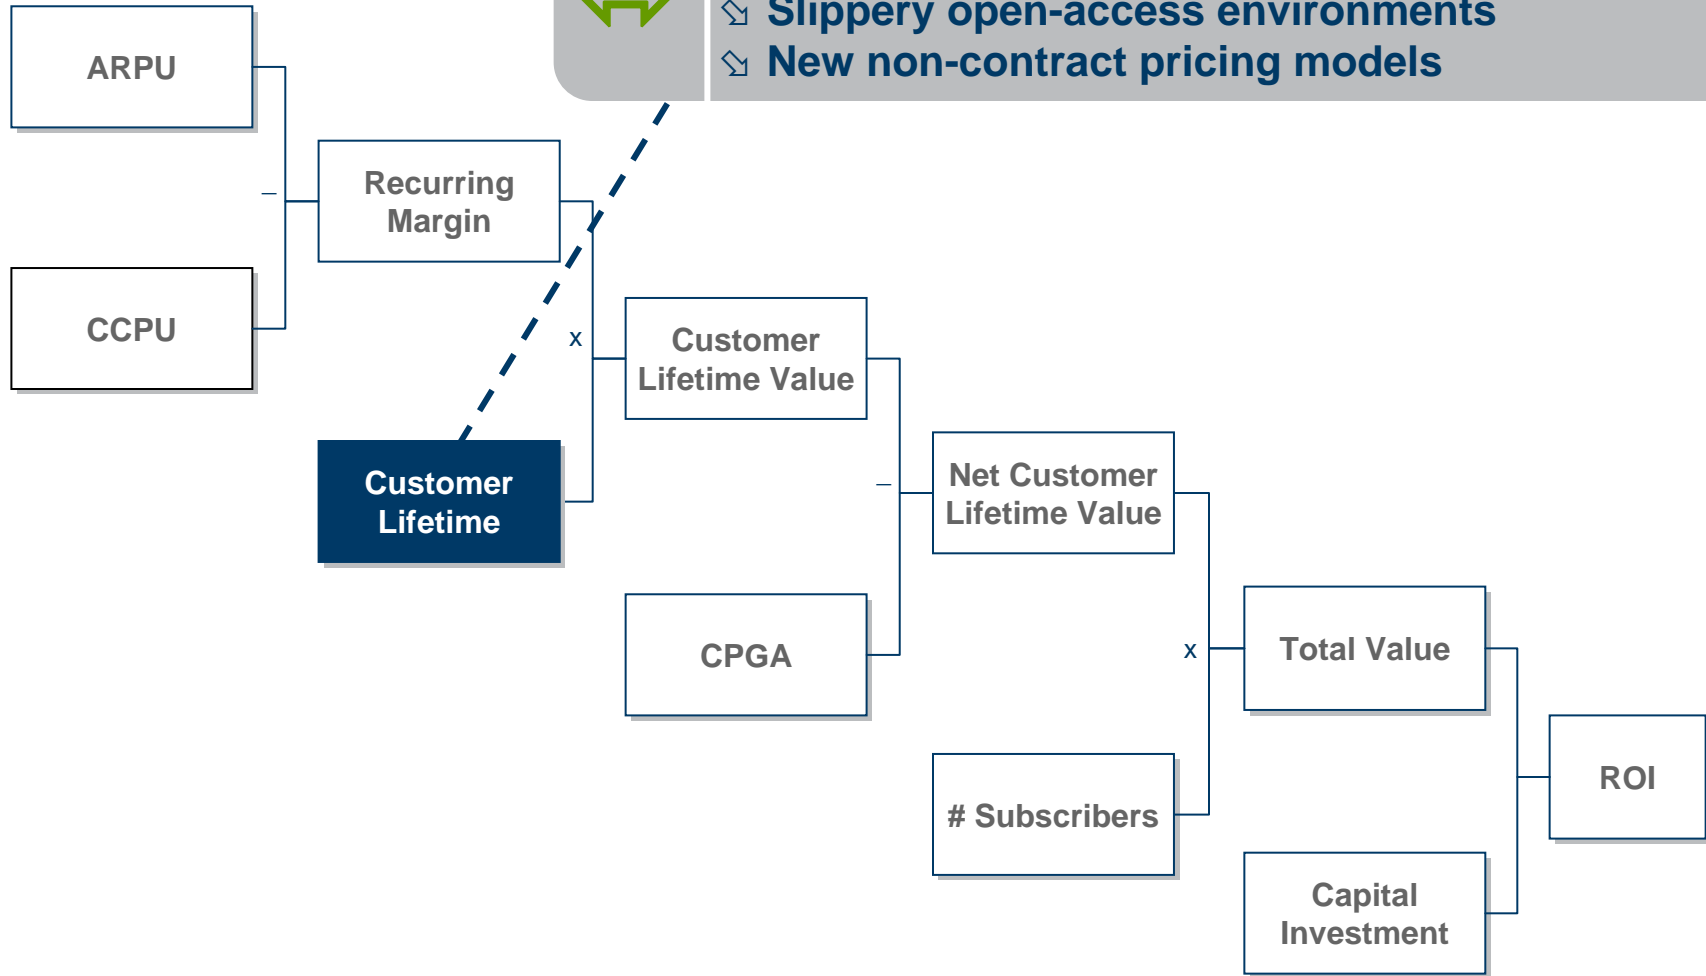 ⇘ Slippery open-access environments
⇘ New non-contract pricing models
ARPU
–
Recurring
Margin
CCPU
x
Customer
Lifetime Value
Customer
Lifetime
–
Net Customer
Lifetime Value
CPGA
x
Total Value
# Subscribers
ROI
Capital
Investment